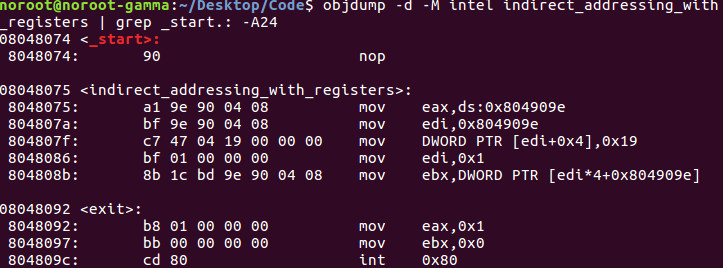 noroot@noroot-gamma:~/Desktop/Code$ objdump -d -M intel indirect_addressing_with
_registers | grep _start.: -A24
08048074 <_start>:
 8048074:	90	nop
08048075 <indirect_addressing_with_registers>:
 8048075:	a1 9e 90 04 08	mov	eax,ds:0x804909e
 804807a:	bf 9e 90 04 08	mov	edi,0x804909e
 804807f:	c7 47 04 19 00 00 00	mov	DWORD PTR [edi+0x4],0x19
 8048086:	bf 01 00 00 00	mov	edi,0x1
 804808b:	8b 1c bd 9e 90 04 08	mov	ebx,DWORD PTR [edi*4+0x804909e]
08048092 <exit>:
 8048092:	b8 01 00 00 00	mov	eax,0x1
 8048097:	bb 00 00 00 00	mov	ebx,0x0
 804809c:	cd 80	int	0x80